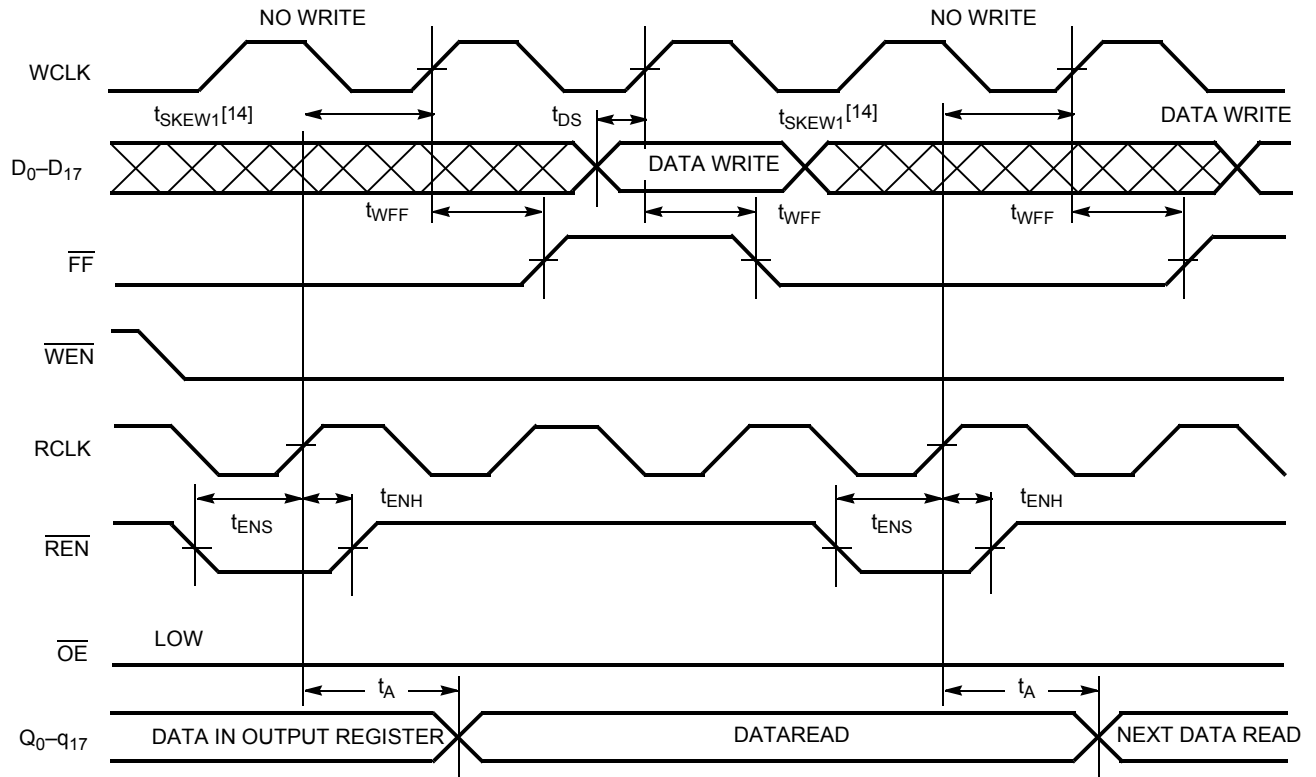 NO WRITE NO WRITE
WCLK
tSKEW1[14] tDS tSKEW1[14] DATA WRITE
D0–D17 DATA WRITE
tWFF tWFF tWFF
FF
WEN
RCLK
tENS tENH tENS tENH
REN
OE LOW
tA tA
Q0–q17 DATA IN OUTPUT REGISTER DATAREAD NEXT DATA READ